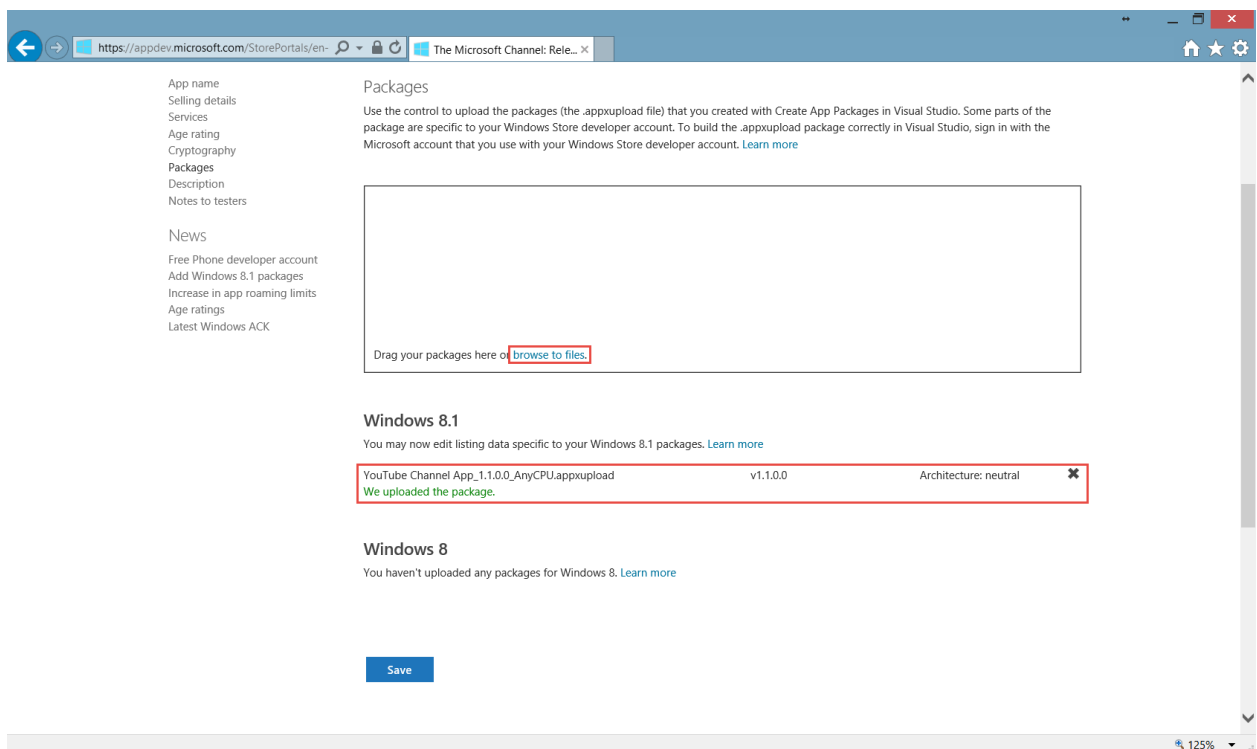 https://appdev.microsoft.com/StorePortals/en-
The Microsoft Channel: Rele...
App name
Selling details
Services
Age rating
Cryptography
Packages
Description
Notes to testers
News
Free Phone developer account
Add Windows 8.1 packages
Increase in app roaming limits
Age ratings
Latest Windows ACK
Packages
Use the control to upload the packages (the .appxupload file) that you created with Create App Packages in Visual Studio. Some parts of the
package are specific to your Windows Store developer account. To build the .appxupload package correctly in Visual Studio, sign in with the
Microsoft account that you use with your Windows Store developer account. Learn more
Drag your packages here or browse to files.
Windows 8.1
You may now edit listing data specific to your Windows 8.1 packages. Learn more
YouTube Channel App_1.1.0.0_AnyCPU.appxupload v1.1.0.0 Architecture: neutral
We uploaded the package.
Windows 8
You haven't uploaded any packages for Windows 8. Learn more
Save
125%